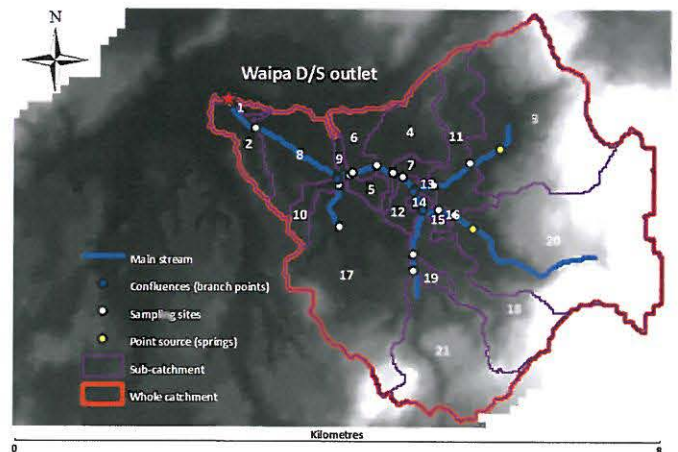 N
Waipa D/S outlet
1
2
6
4
11
3
8
9
7
5
13
10
12
14
15
16
17
19
20
18
21
Main stream
Confluences (branch points)
Sampling sites
Point source (springs)
Sub-catchment
Whole catchment
Kilometres
0
8